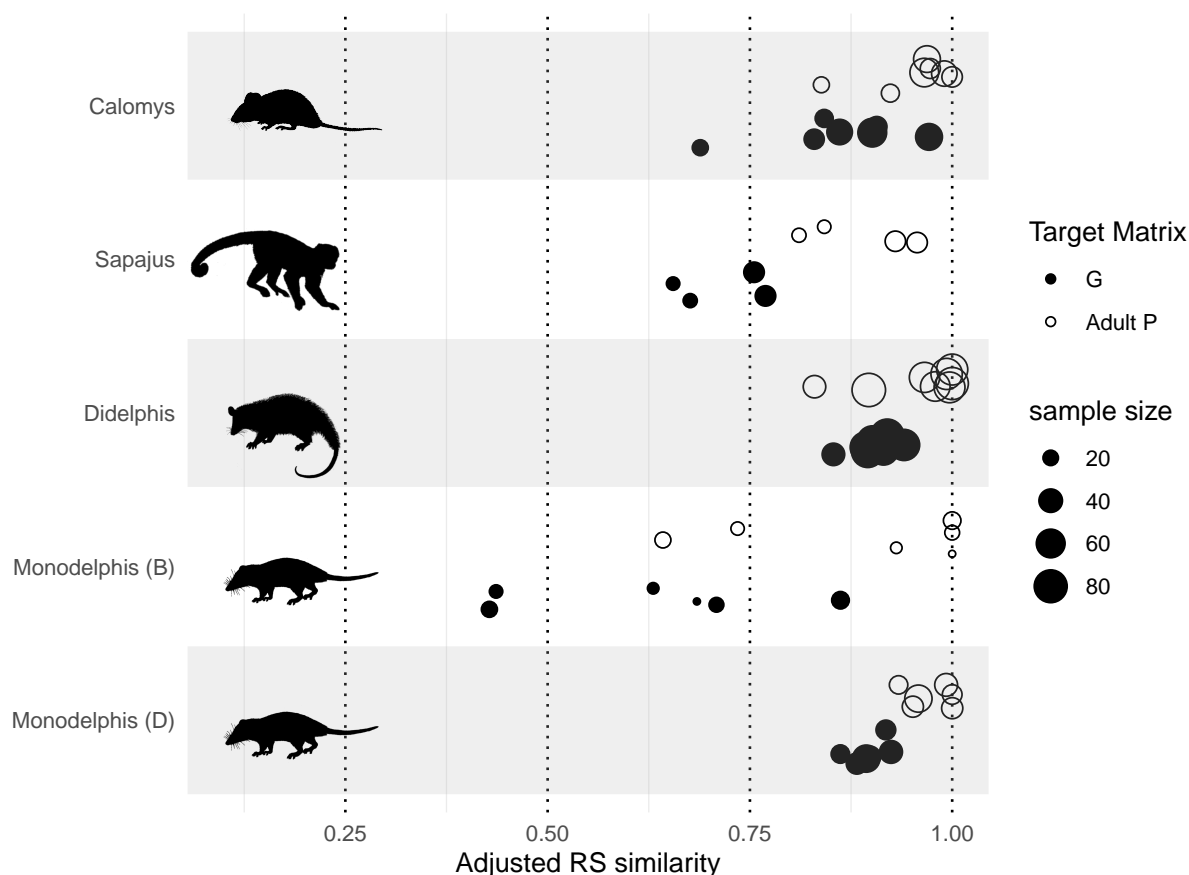 Calomys
Sapajus
Didelphis
Monodelphis (B)
Monodelphis (D)
0.25 0.50 0.75 1.00
Adjusted RS similarity
Target Matrix
G
Adult P
sample size
20
40
60
80